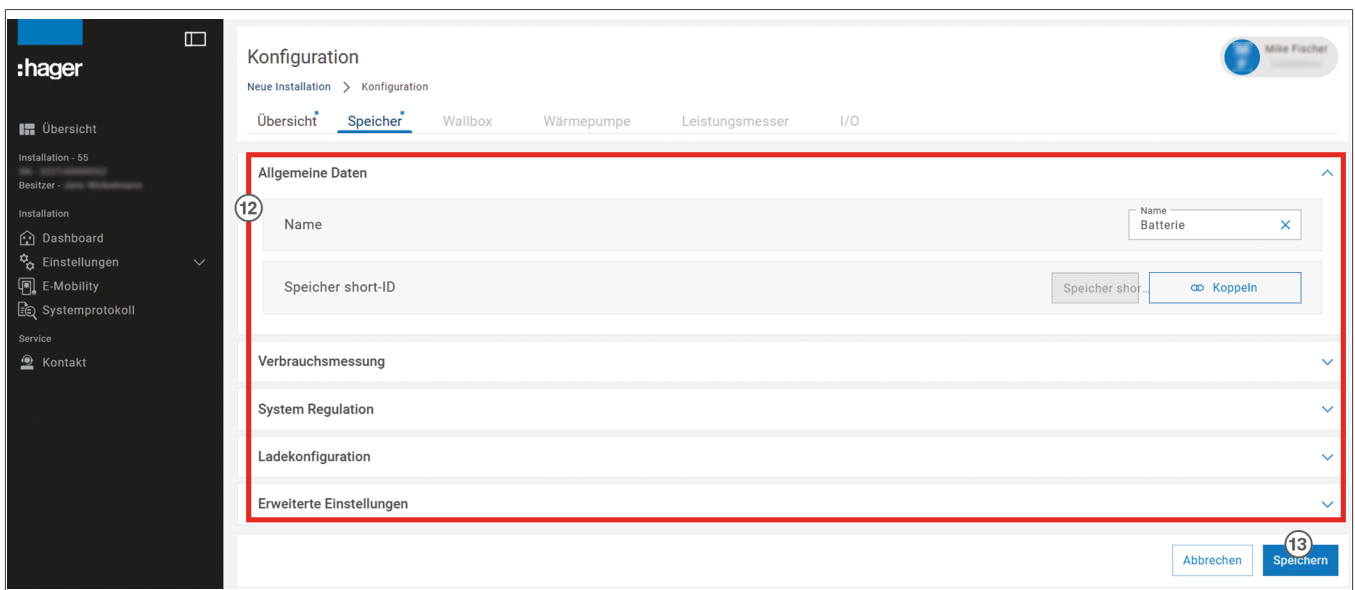 :hager
Übersicht
Installation - 55
Besitzer -
Installation
Dashboard
Einstellungen
E-Mobility
Systemprotokoll
Service
Kontakt
Konfiguration
Mike Fischer
Neue Installation > Konfiguration
Übersicht* Speicher* Wallbox Wärmepumpe Leistungsmesser I/O
Allgemeine Daten
12
Name
Name
Batterie
Speicher short-ID
Speicher shor...
Koppeln
Verbrauchsmessung
System Regulation
Ladekonfiguration
Erweiterte Einstellungen
13
Abbrechen
Speichern